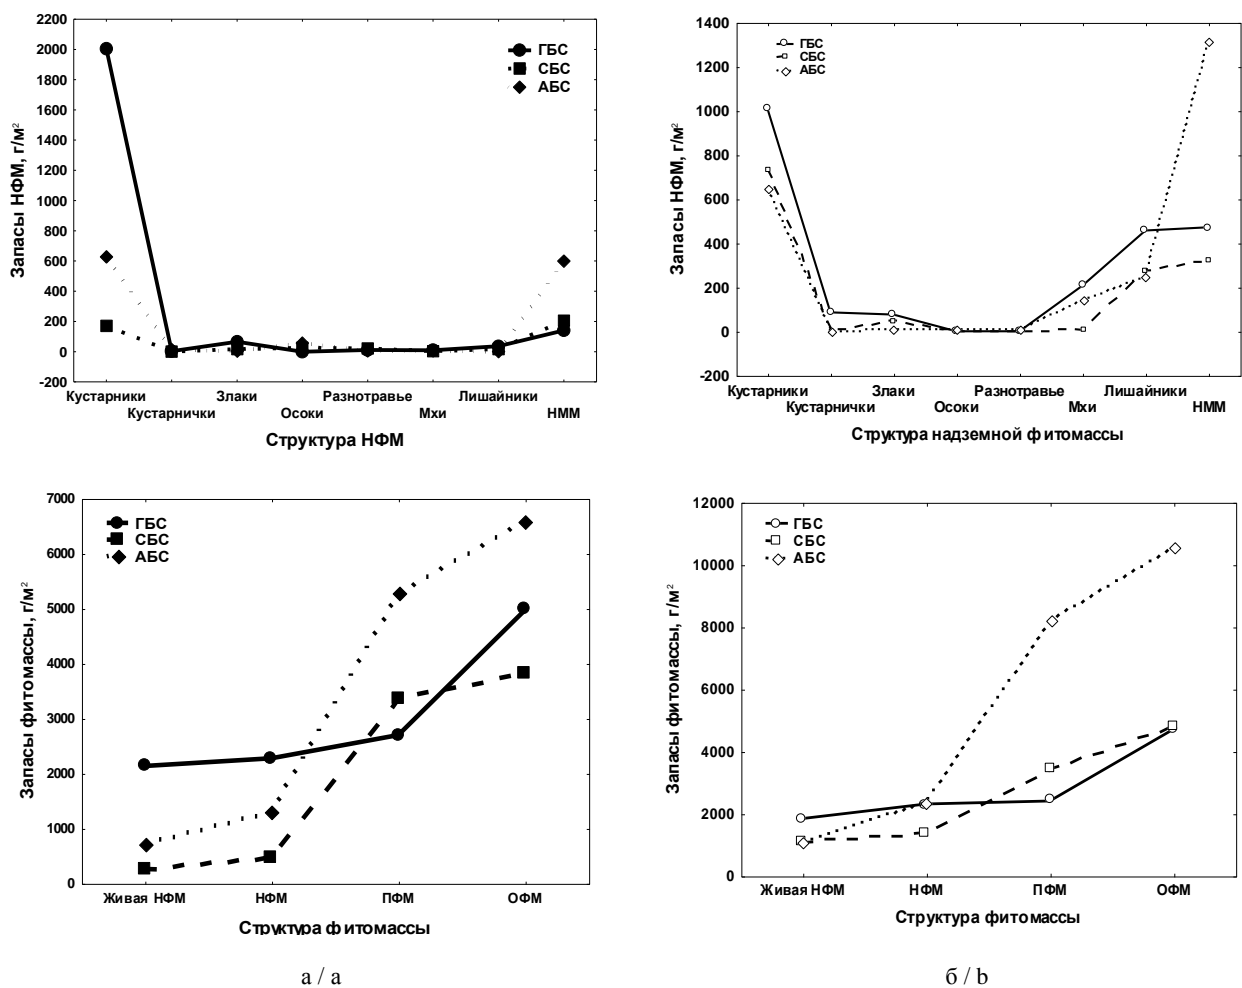 2200
2000
1800
1600
1400
1200
1000
800
600
400
200
0
-200
Запасы НФМ, г/м²
ГБС
СБС
АБС
Кустарники Злаки Разнотравье Лишайники
Кустарнички Осоки Мхи НММ
Структура НФМ
1400
1200
1000
800
600
400
200
0
-200
Запасы НФМ, г/м²
ГБС
СБС
АБС
Кустарники Злаки Разнотравье Лишайники
Кустарнички Осоки Мхи НММ
Структура надземной фитомассы
7000
6000
5000
4000
3000
2000
1000
0
Запасы фитомассы, г/м²
ГБС
СБС
АБС
Живая НФМ НФМ ПФМ ОФМ
Структура фитомассы
12000
10000
8000
6000
4000
2000
0
Запасы фитомассы, г/м²
ГБС
СБС
АБС
Живая НФМ НФМ ПФМ ОФМ
Структура фитомассы
а / a
б / b